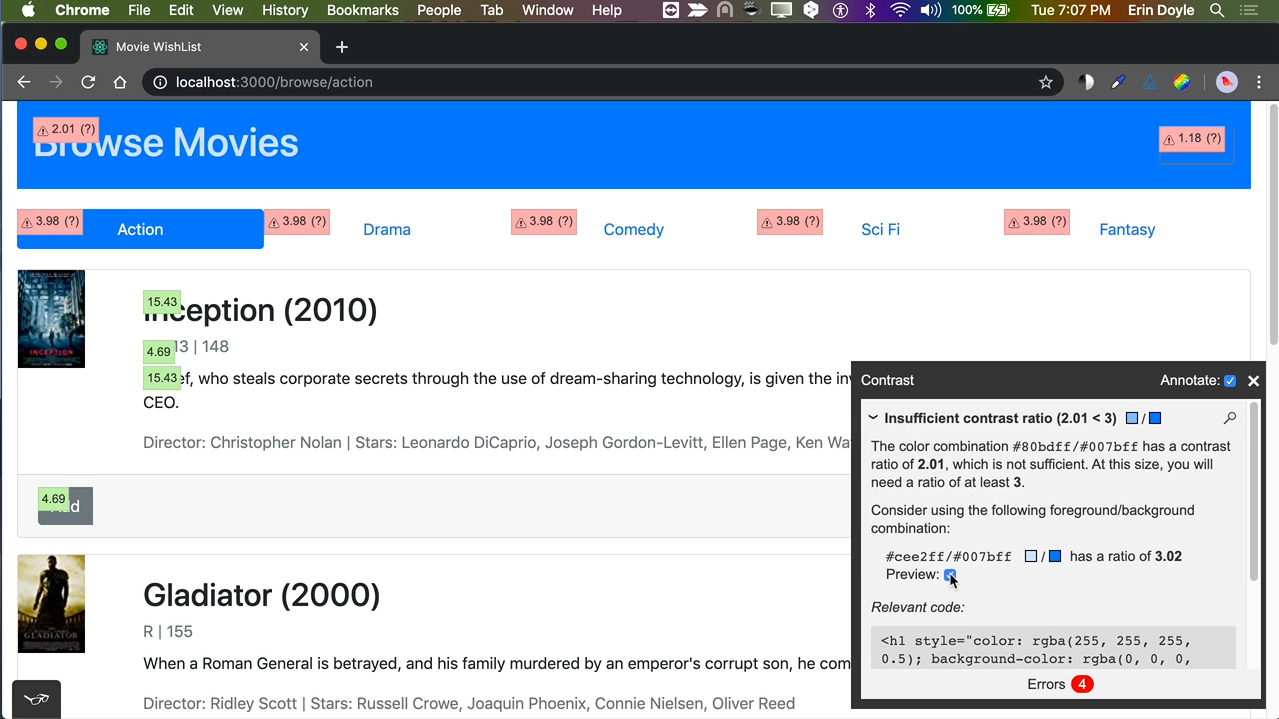 Chrome File Edit View History Bookmarks People Tab Window Help 100% Tue 7:07 PM Erin Doyle
Movie WishList
localhost:3000/browse/action
2.01 (?)
Browse Movies
1.18 (?)
3.98 (?) Action 3.98 (?) Drama 3.98 (?) Comedy 3.98 (?) Sci Fi 3.98 (?) Fantasy
INCEPTION
15.43
Inception (2010)
4.69 13 | 148
15.43 ef, who steals corporate secrets through the use of dream-sharing technology, is given the inv
CEO.
Director: Christopher Nolan | Stars: Leonardo DiCaprio, Joseph Gordon-Levitt, Ellen Page, Ken Wa
4.69 dd
GLADIATOR
Gladiator (2000)
R | 155
When a Roman General is betrayed, and his family murdered by an emperor's corrupt son, he com
Director: Ridley Scott | Stars: Russell Crowe, Joaquin Phoenix, Connie Nielsen, Oliver Reed
Contrast Annotate:
Insufficient contrast ratio (2.01 < 3) /
The color combination #80bdff/#007bff has a contrast
ratio of 2.01, which is not sufficient. At this size, you will
need a ratio of at least 3.
Consider using the following foreground/background
combination:
#cee2ff/#007bff / has a ratio of 3.02
Preview:
Relevant code:
<h1 style="color: rgba(255, 255, 255,
0.5); background-color: rgba(0, 0, 0,
Errors 4